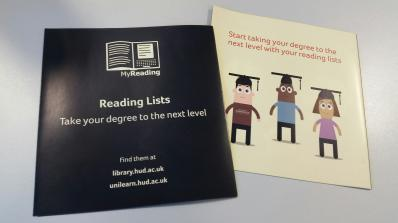 MyReading
Reading Lists
Take your degree to the next level
Find them at
library.hud.ac.uk
unilearn.hud.ac.uk
Start taking your degree to the
next level with your reading lists